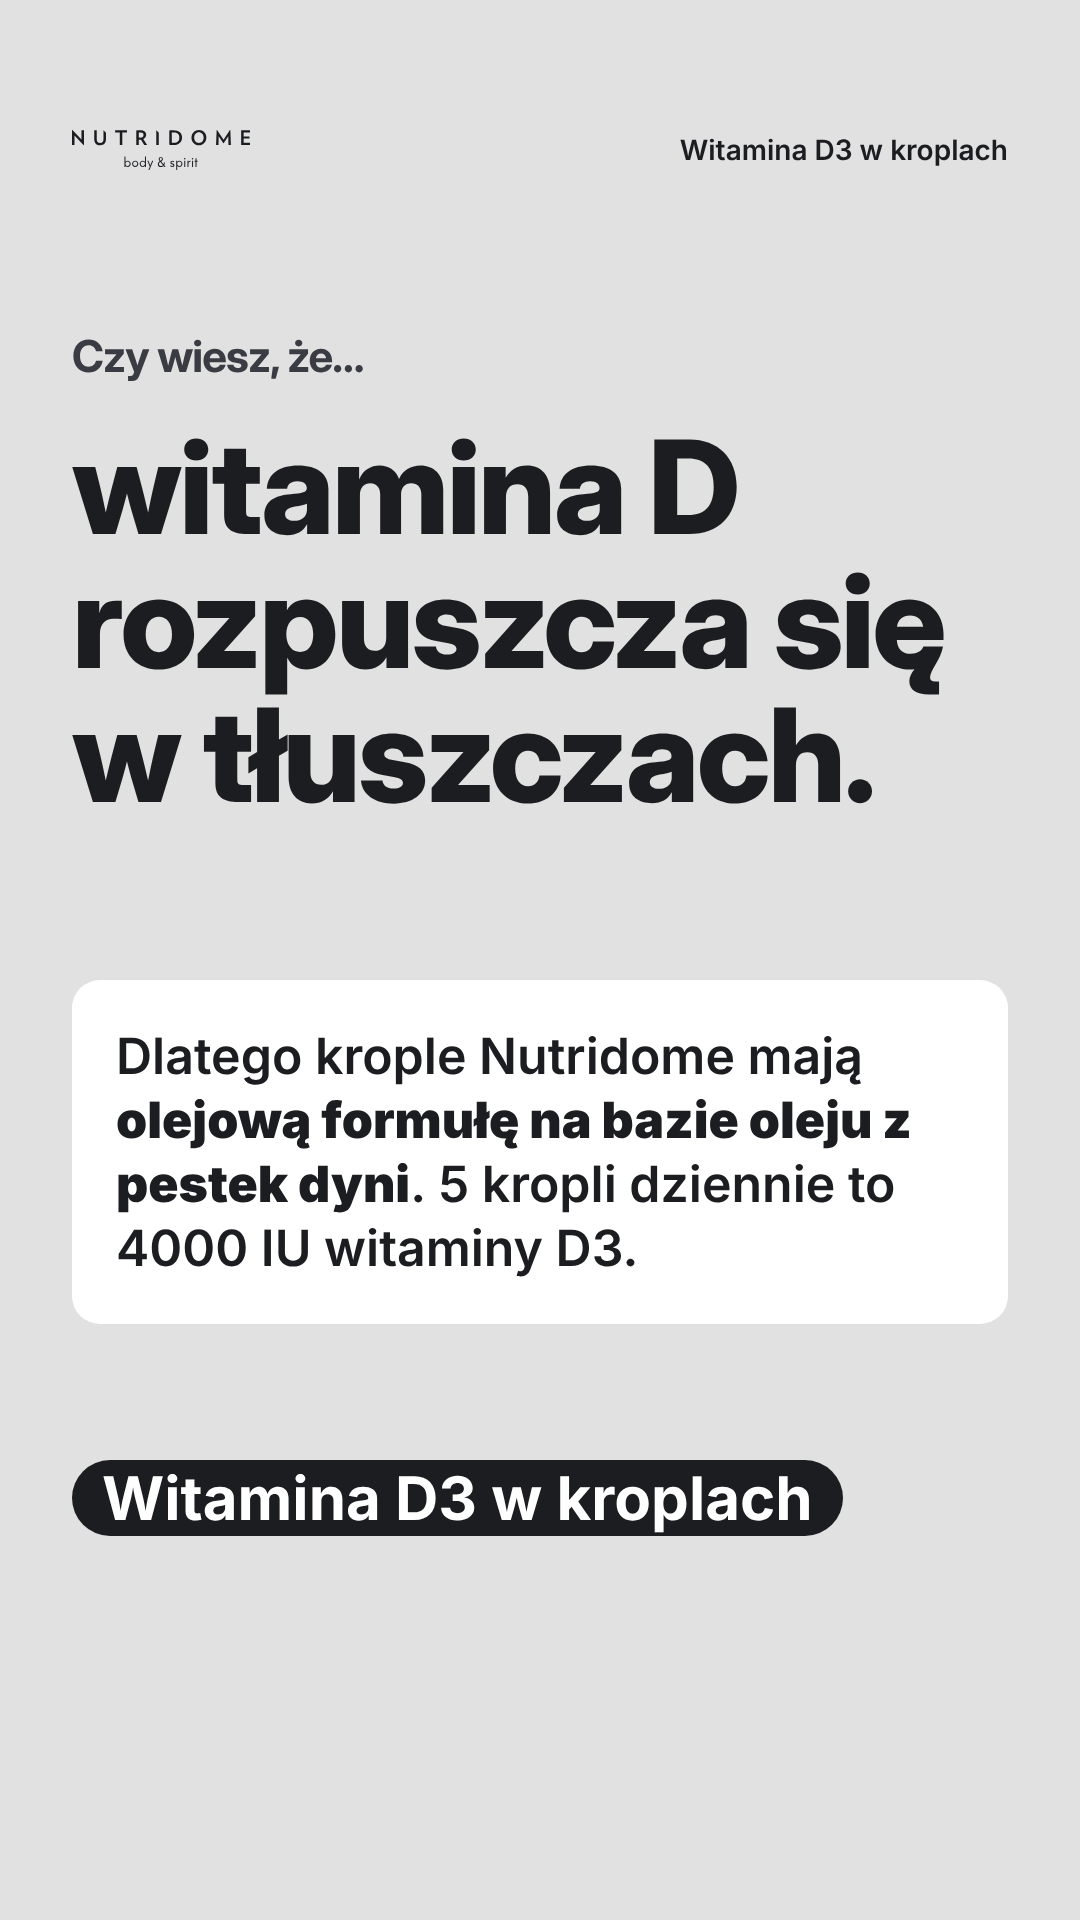 NUTRIDOME
body & spirit
Witamina D3 w kroplach
Czy wiesz, że...
witamina D
rozpuszcza się
w tłuszczach.
Dlatego krople Nutridome mają
olejową formułę na bazie oleju z
pestek dyni. 5 kropli dziennie to
4000 IU witaminy D3.
Witamina D3 w kroplach